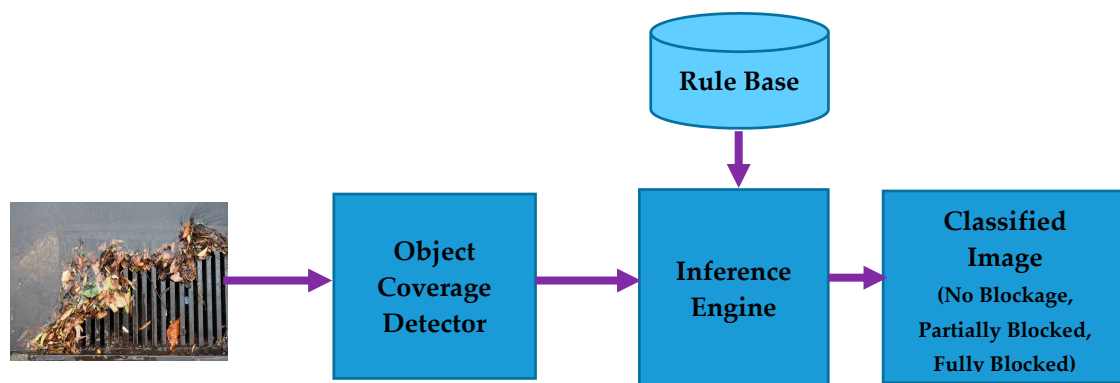 Rule Base
Object
Coverage
Detector
Inference
Engine
Classified
Image
(No Blockage,
Partially Blocked,
Fully Blocked)